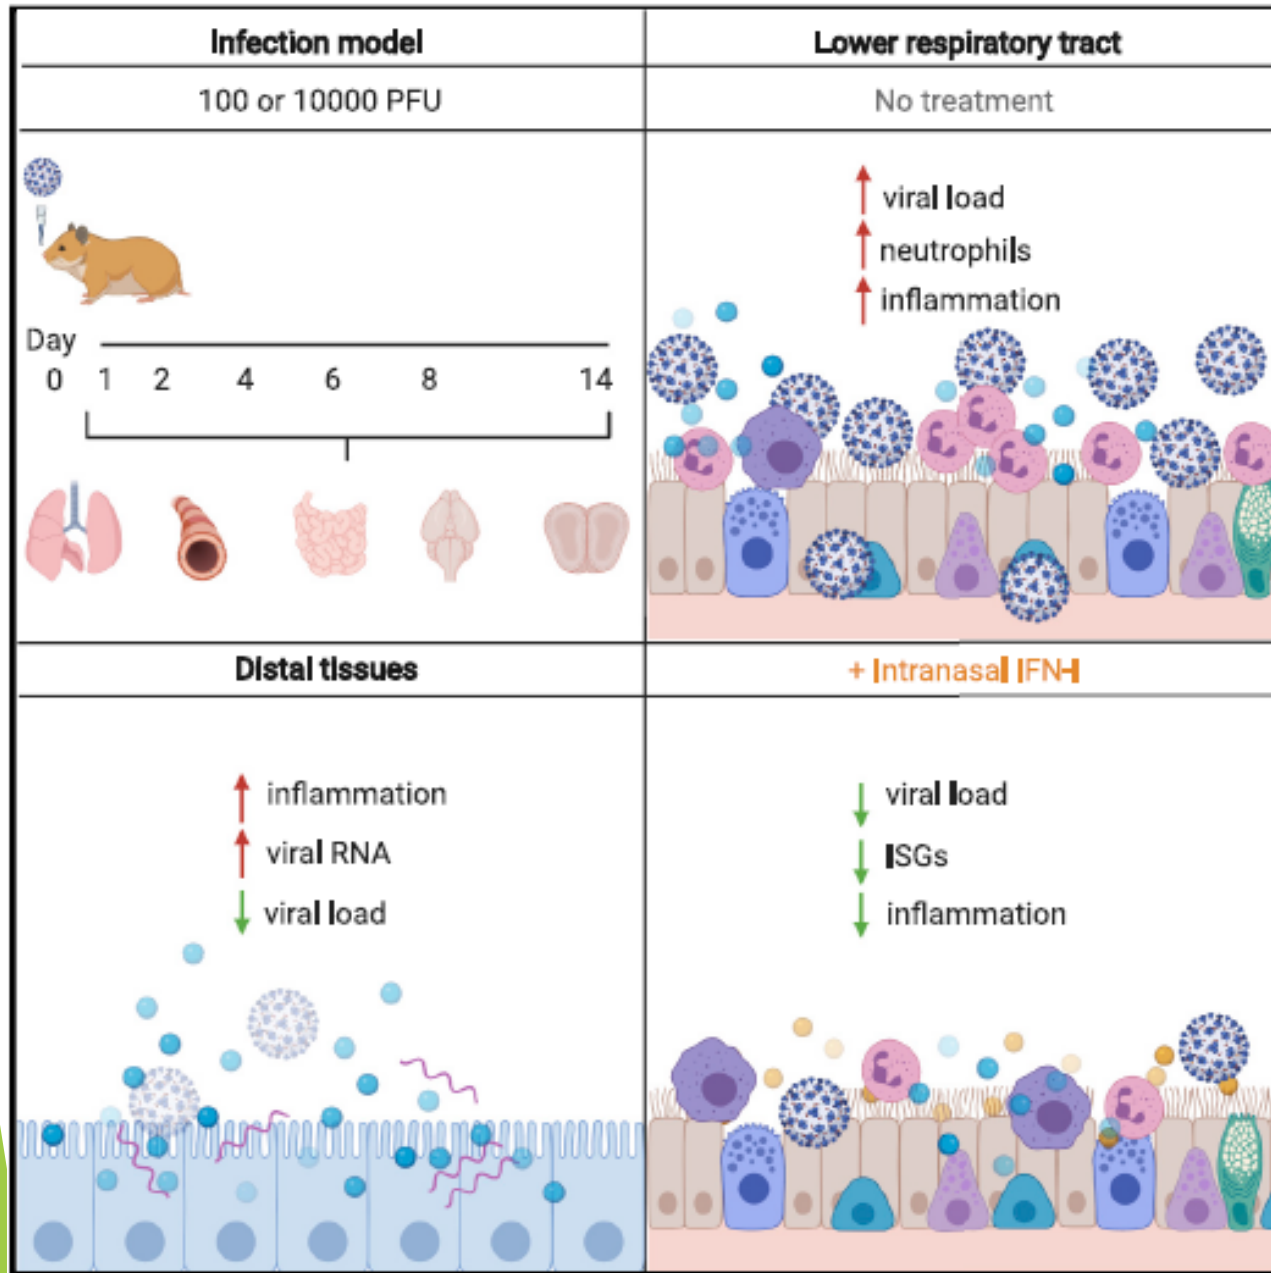 Infection model
100 or 10000 PFU
Day
0 1 2 4 6 8 14
Lower respiratory tract
No treatment
viral load
neutrophils
inflammation
Distal tissues
inflammation
viral RNA
viral load
+ Intranasal IFN-I
viral load
ISGs
inflammation